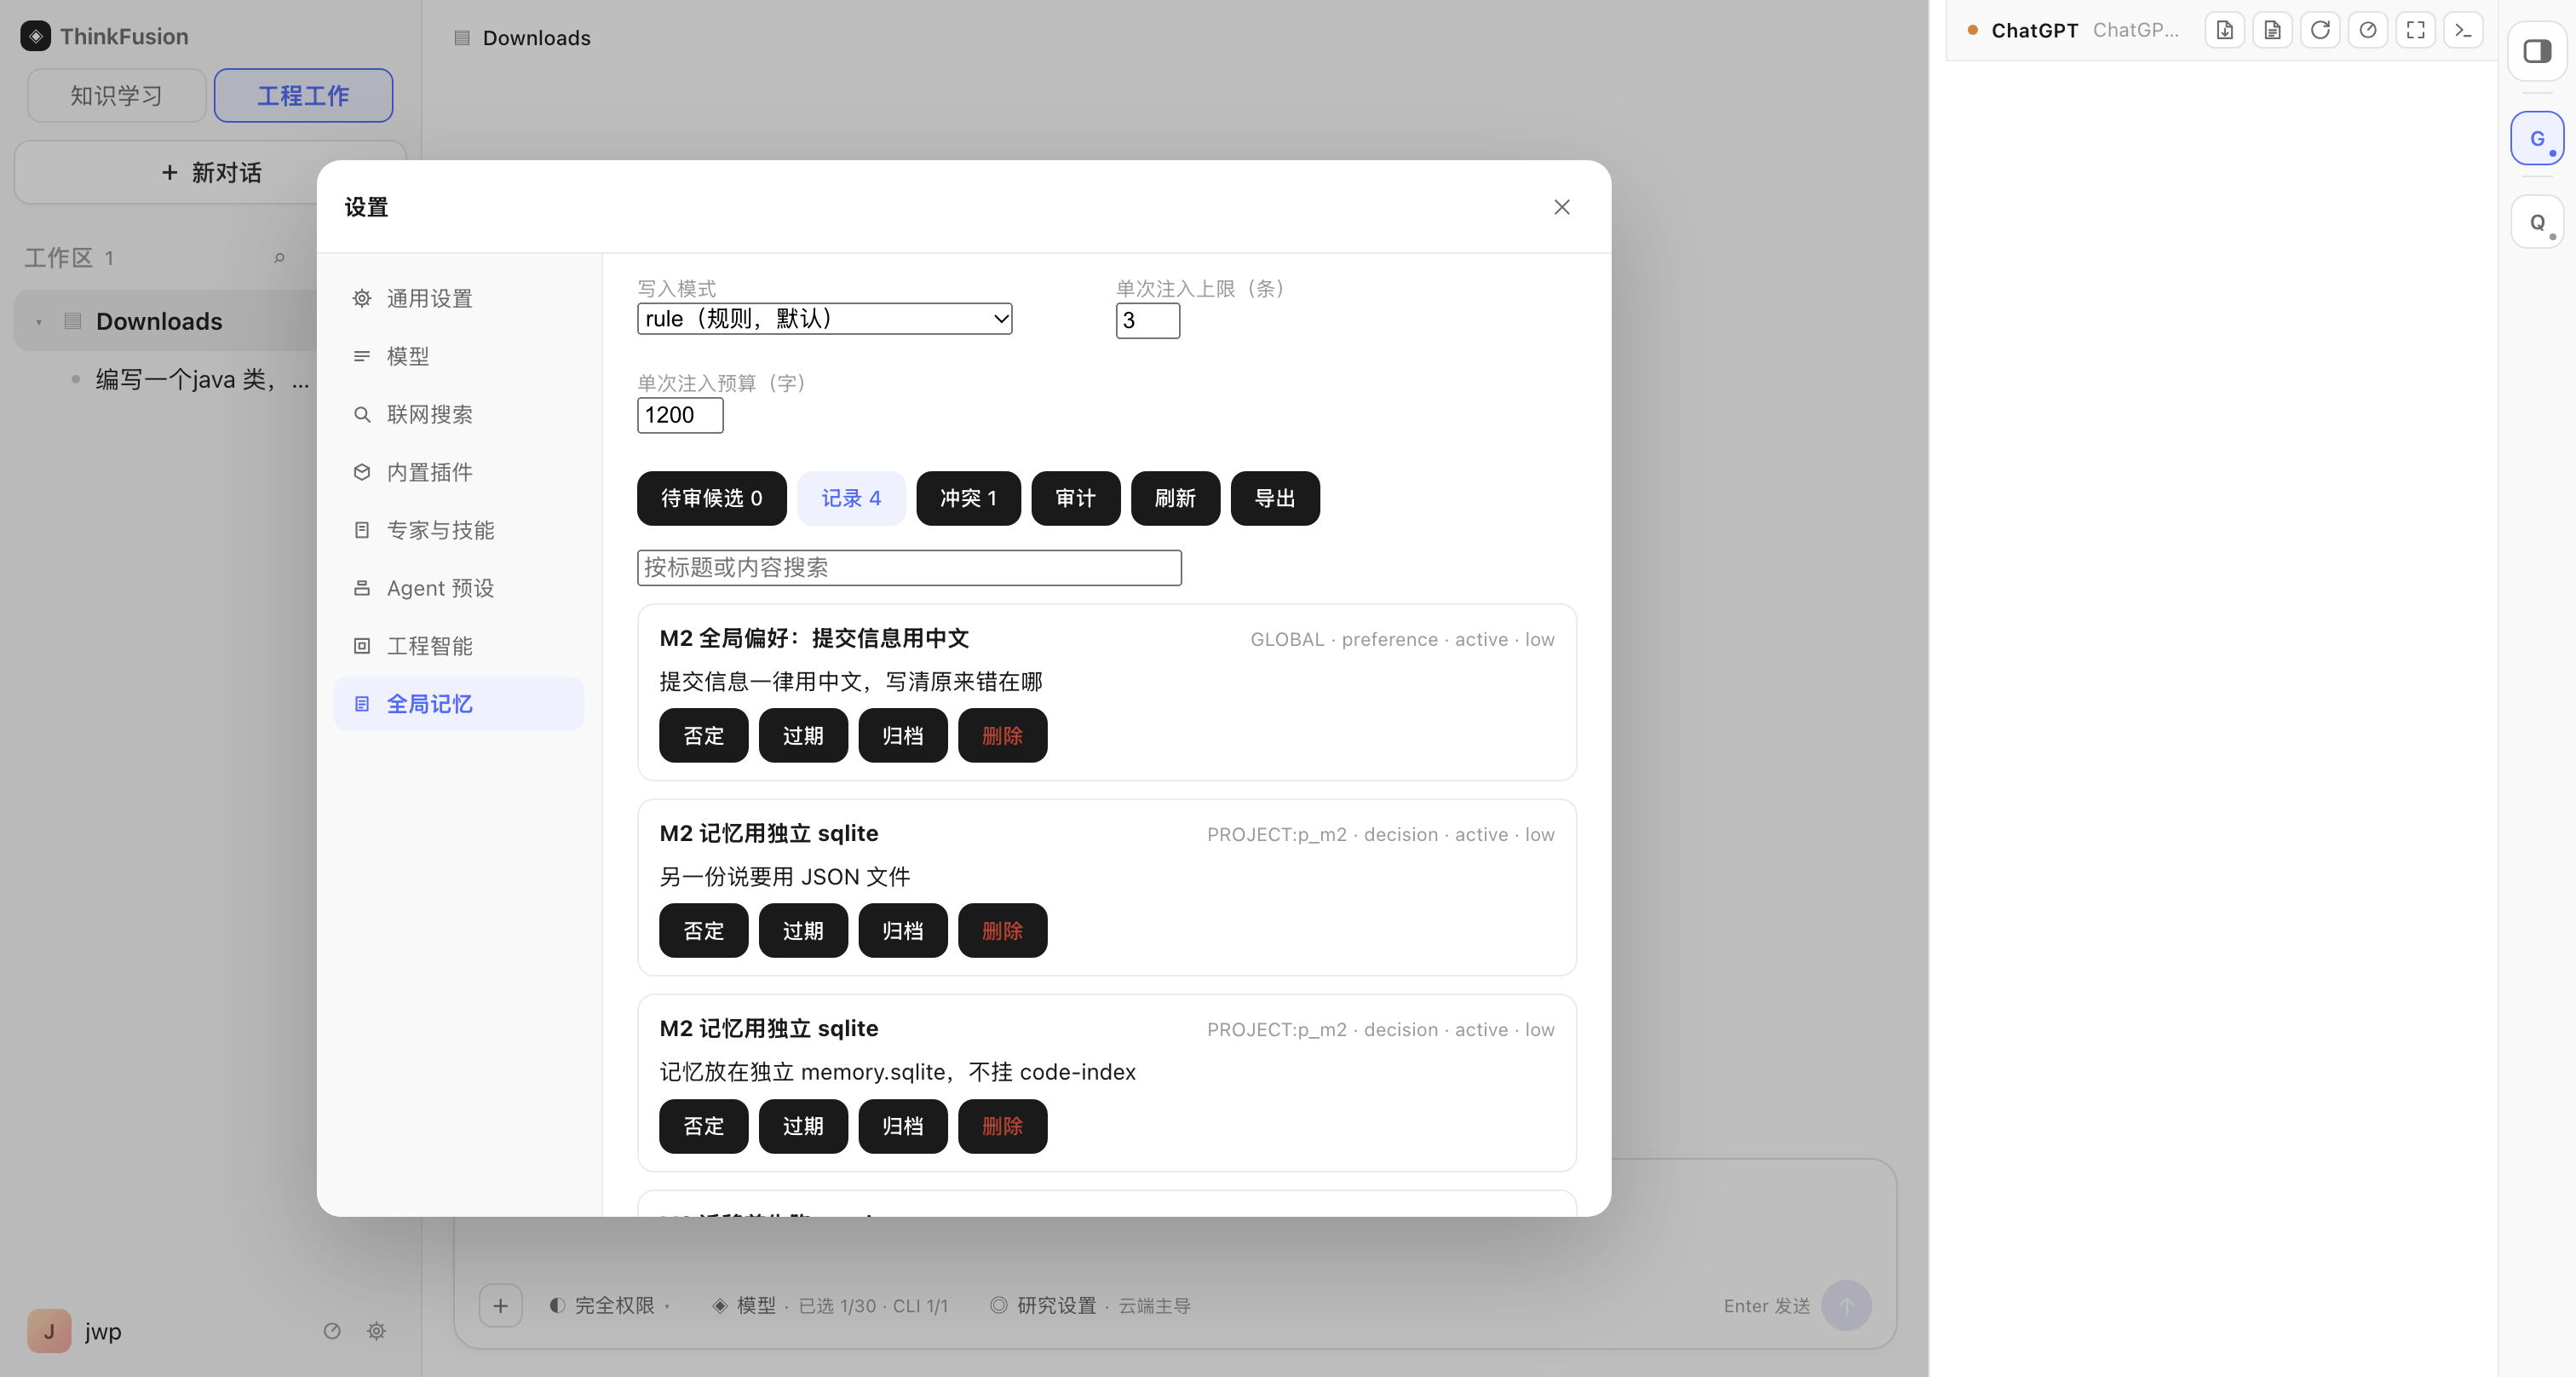 ThinkFusion
知识学习
工程工作
+ 新对话
工作区 1
Downloads
编写一个java 类，...
J
jwp
Downloads
设置
通用设置
模型
联网搜索
内置插件
专家与技能
Agent 预设
工程智能
全局记忆
写入模式
rule（规则，默认）
单次注入上限（条）
3
单次注入预算（字）
1200
待审候选 0
记录 4
冲突 1
审计
刷新
导出
按标题或内容搜索
M2 全局偏好：提交信息用中文
GLOBAL · preference · active · low
提交信息一律用中文，写清原来错在哪
否定
过期
归档
删除
M2 记忆用独立 sqlite
PROJECT:p_m2 · decision · active · low
另一份说要用 JSON 文件
否定
过期
归档
删除
M2 记忆用独立 sqlite
PROJECT:p_m2 · decision · active · low
记忆放在独立 memory.sqlite，不挂 code-index
否定
过期
归档
删除
完全权限
模型 · 已选 1/30 · CLI 1/1
研究设置 · 云端主导
Enter 发送
ChatGPT ChatGP...
G
Q